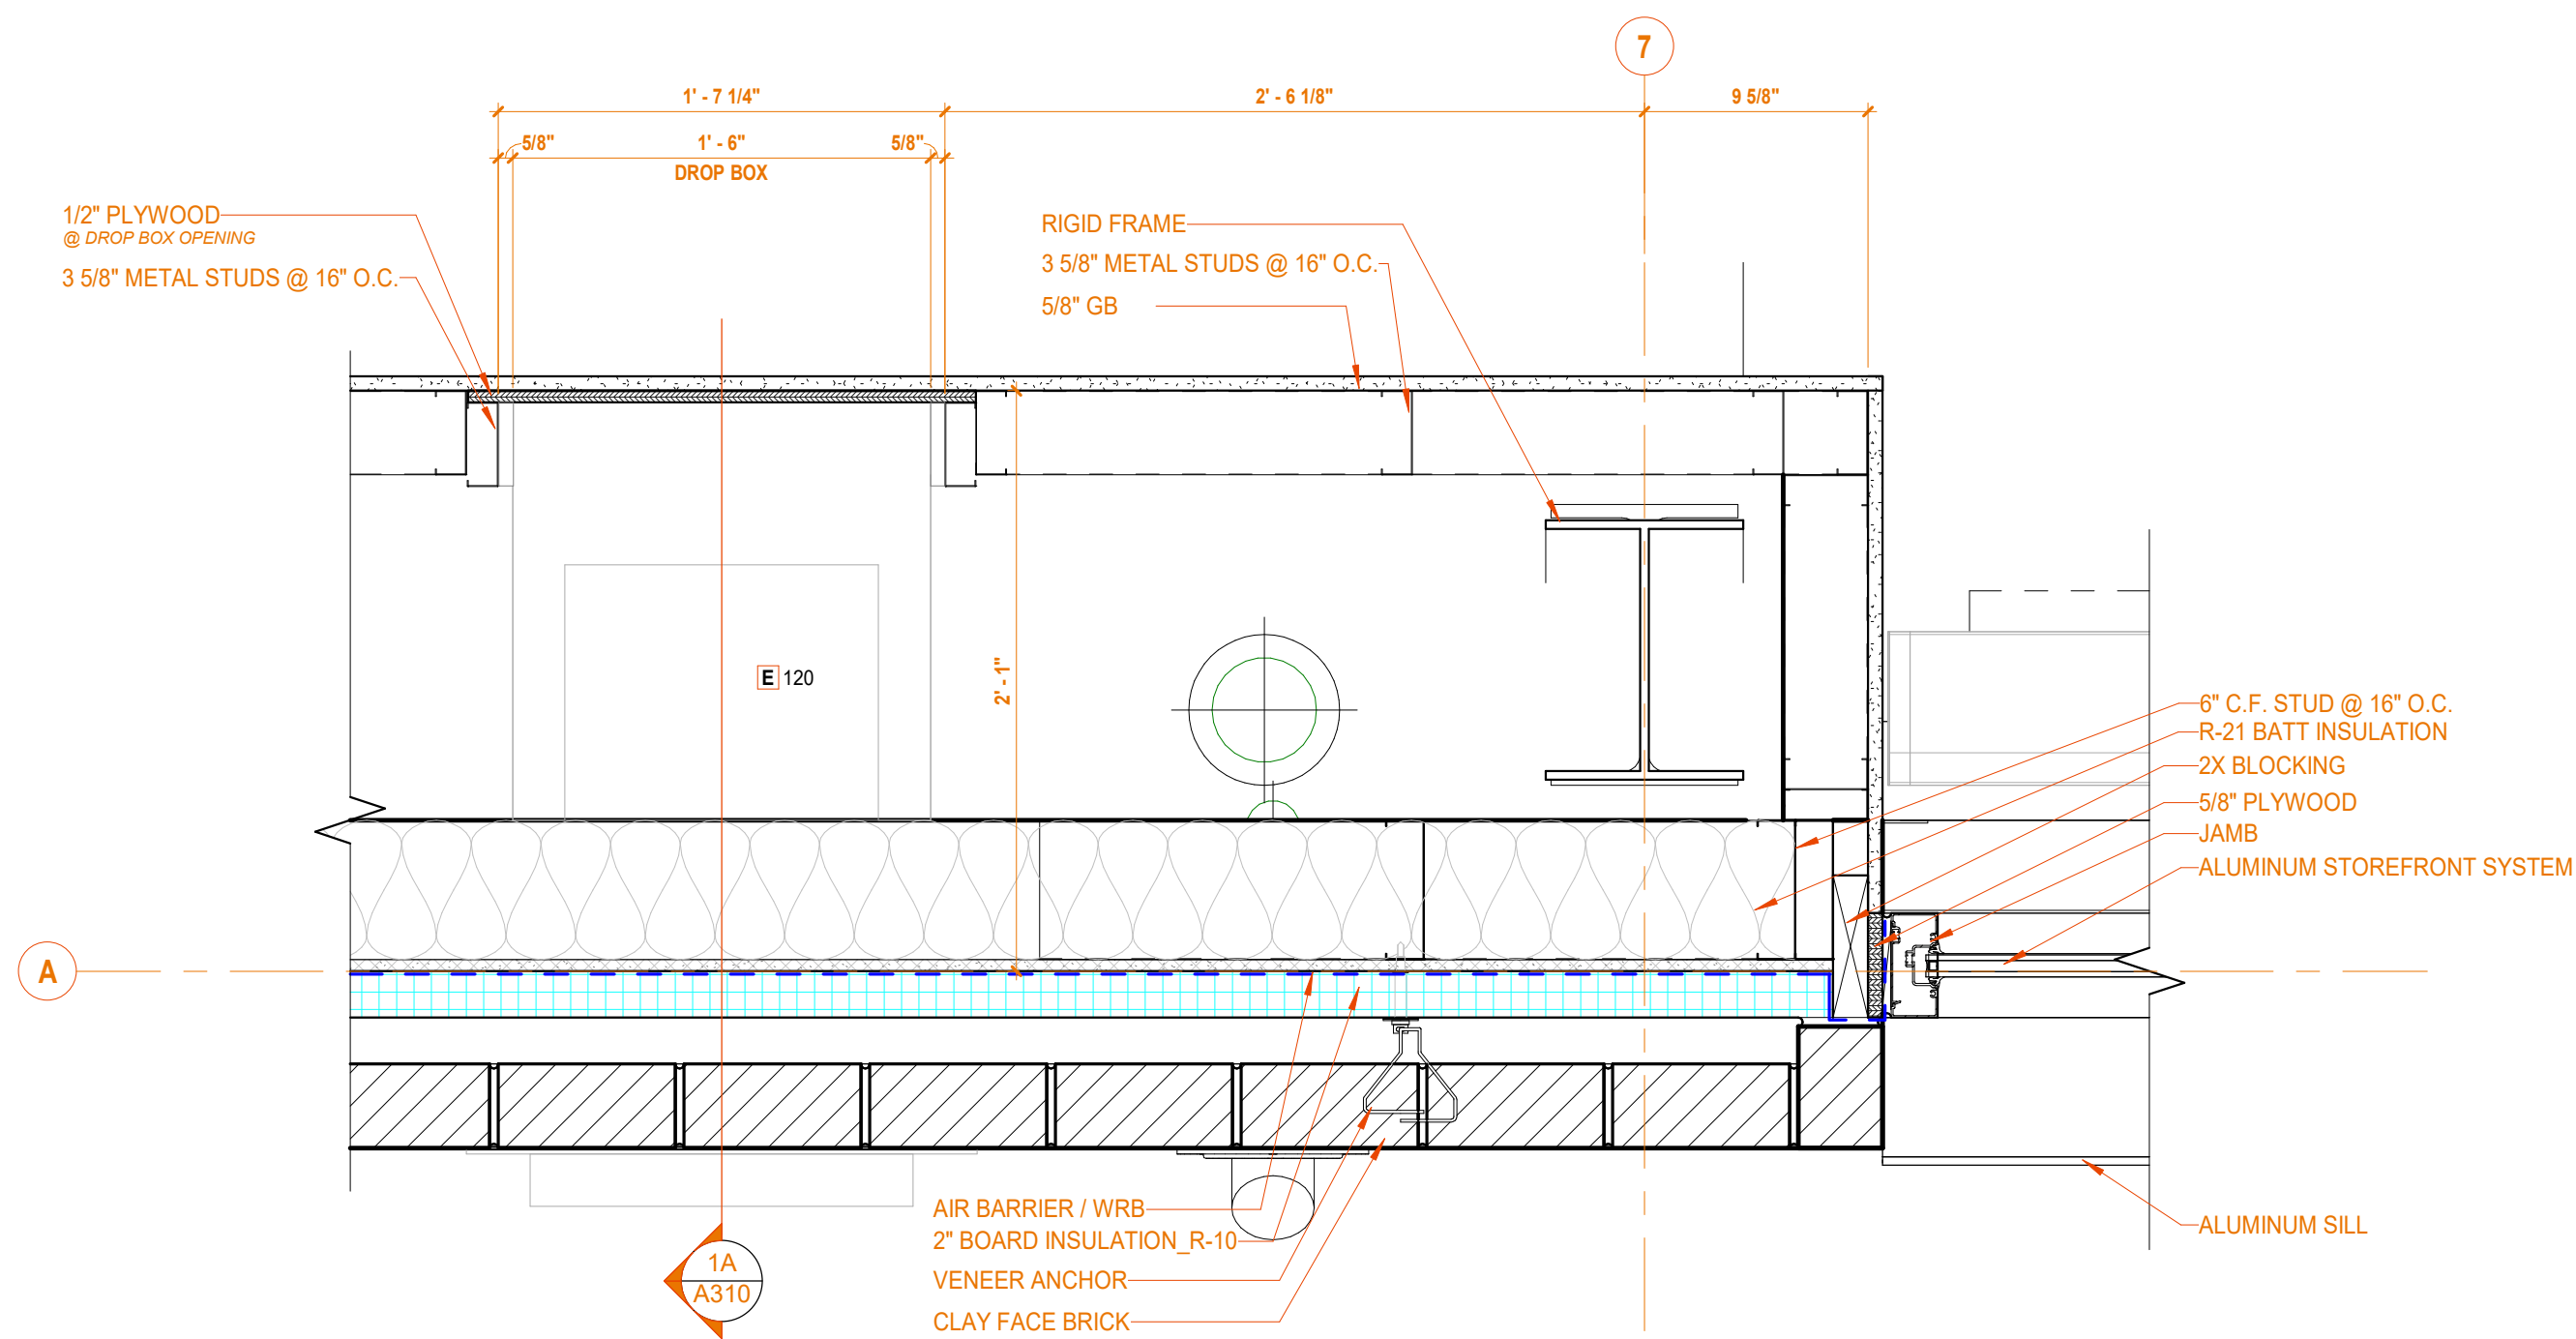 7
1' - 7 1/4"
2' - 6 1/8"
9 5/8"
5/8"
1' - 6"
5/8"
DROP BOX
1/2" PLYWOOD
@ DROP BOX OPENING
3 5/8" METAL STUDS @ 16" O.C.
RIGID FRAME
3 5/8" METAL STUDS @ 16" O.C.
5/8" GB
E 120
2' - 1"
6" C.F. STUD @ 16" O.C.
R-21 BATT INSULATION
2X BLOCKING
5/8" PLYWOOD
JAMB
ALUMINUM STOREFRONT SYSTEM
A
AIR BARRIER / WRB
2" BOARD INSULATION_R-10
VENEER ANCHOR
CLAY FACE BRICK
ALUMINUM SILL
1A
A310